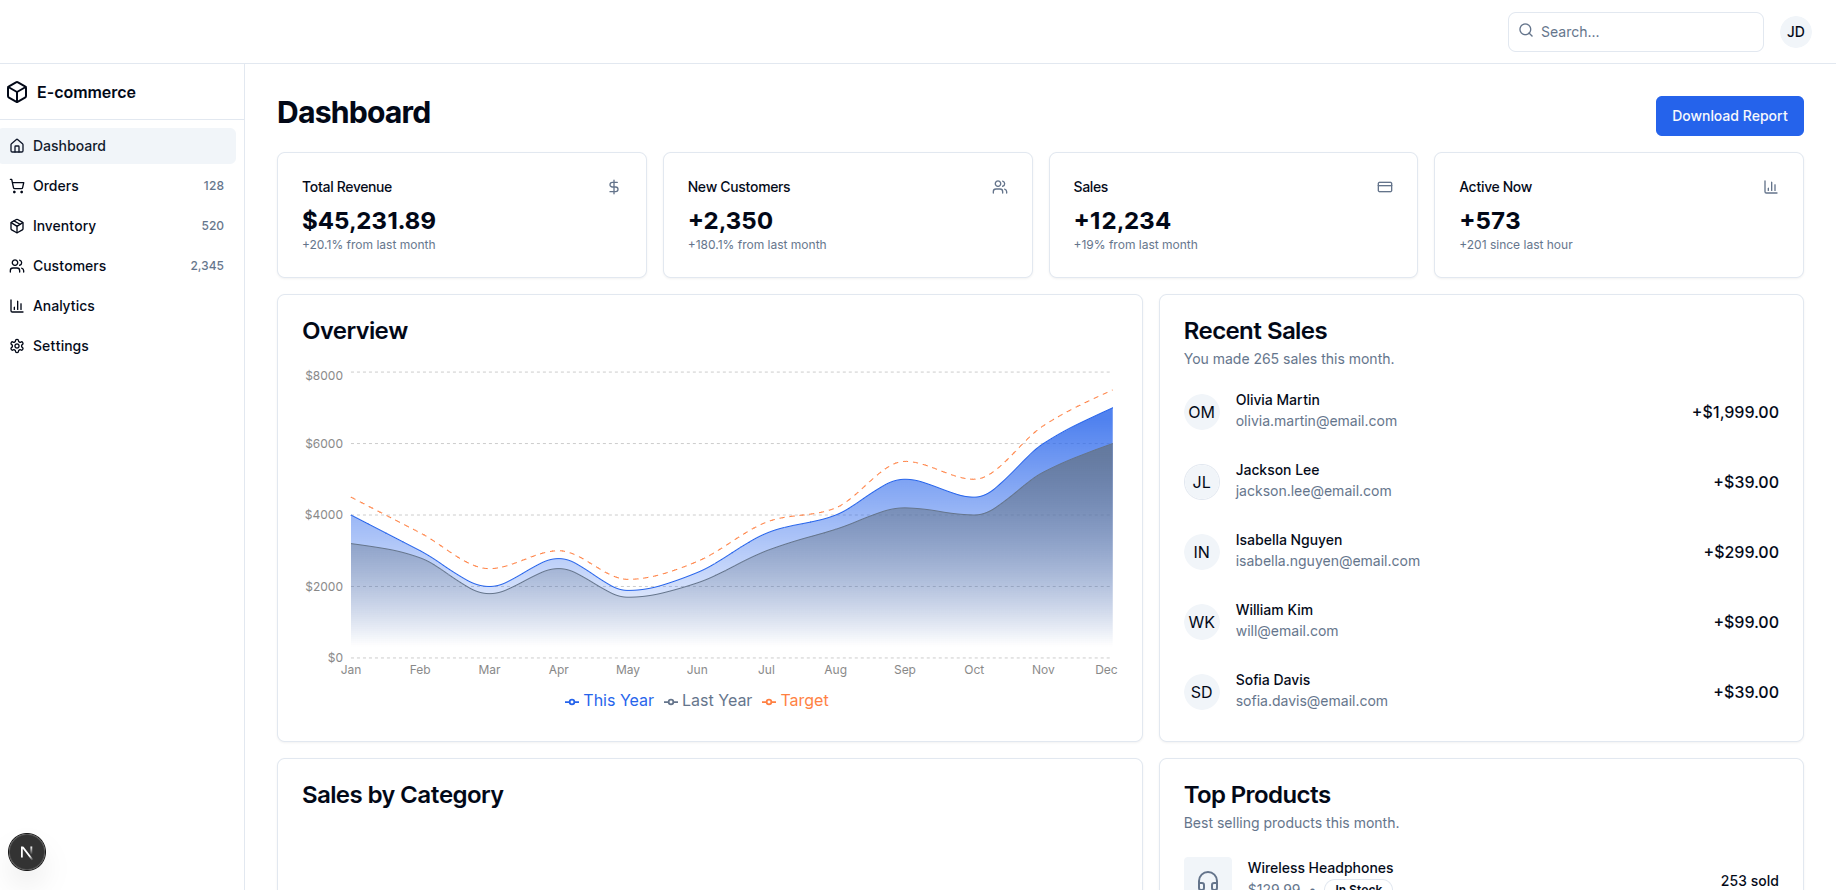 Search...
JD
E-commerce
Dashboard
Orders 128
Inventory 520
Customers 2,345
Analytics
Settings
Dashboard
Download Report
Total Revenue
$45,231.89
+20.1% from last month
New Customers
+2,350
+180.1% from last month
Sales
+12,234
+19% from last month
Active Now
+573
+201 since last hour
Overview
$8000
$6000
$4000
$2000
$0
Jan Feb Mar Apr May Jun Jul Aug Sep Oct Nov Dec
This Year Last Year Target
Recent Sales
You made 265 sales this month.
OM
Olivia Martin
olivia.martin@email.com
+$1,999.00
JL
Jackson Lee
jackson.lee@email.com
+$39.00
IN
Isabella Nguyen
isabella.nguyen@email.com
+$299.00
WK
William Kim
will@email.com
+$99.00
SD
Sofia Davis
sofia.davis@email.com
+$39.00
Sales by Category
Top Products
Best selling products this month.
Wireless Headphones
$129.99 • In Stock
253 sold
N